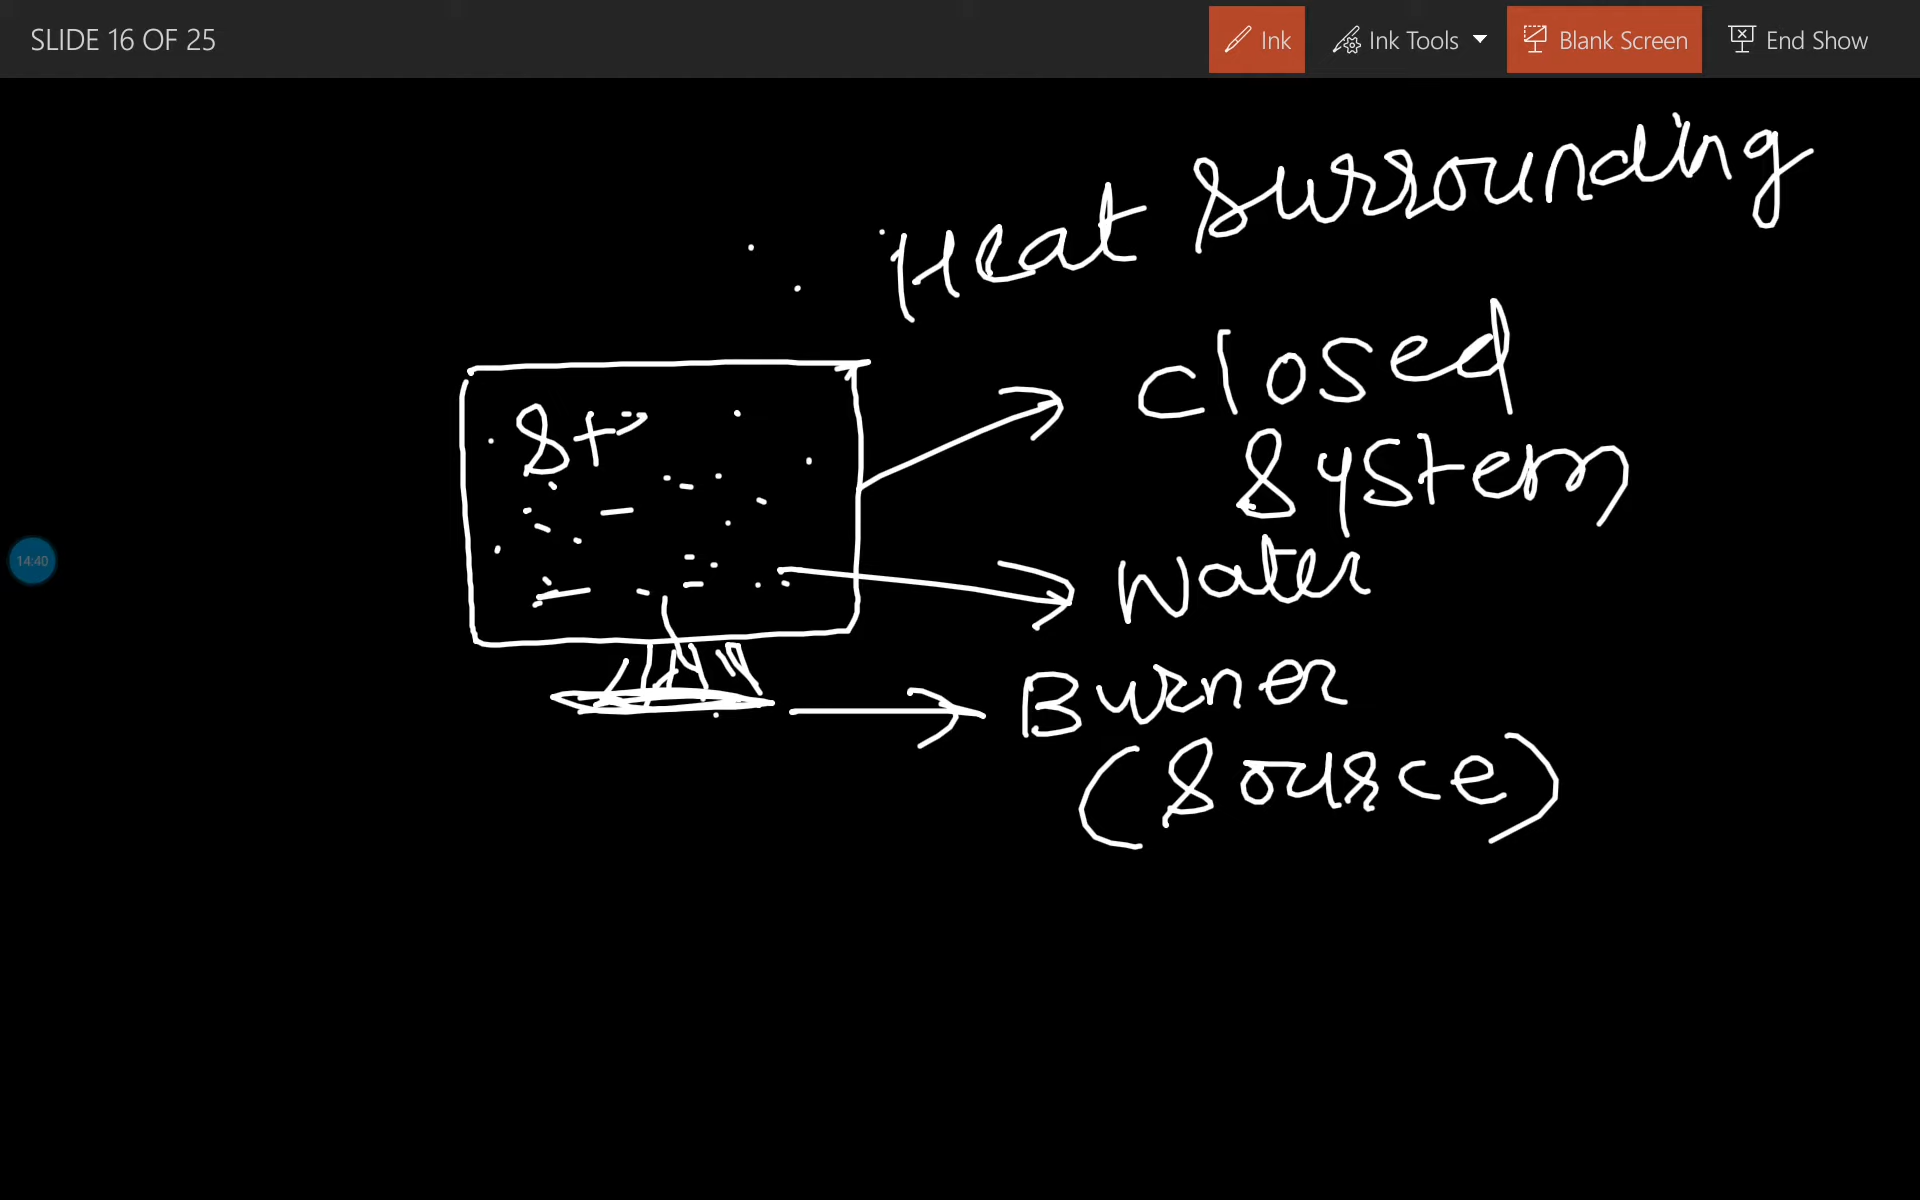 SLIDE 16 OF 25
Ink
Ink Tools
Blank Screen
End Show
Heat Surrounding
closed
System
Water
Burner
(Source)
14:40